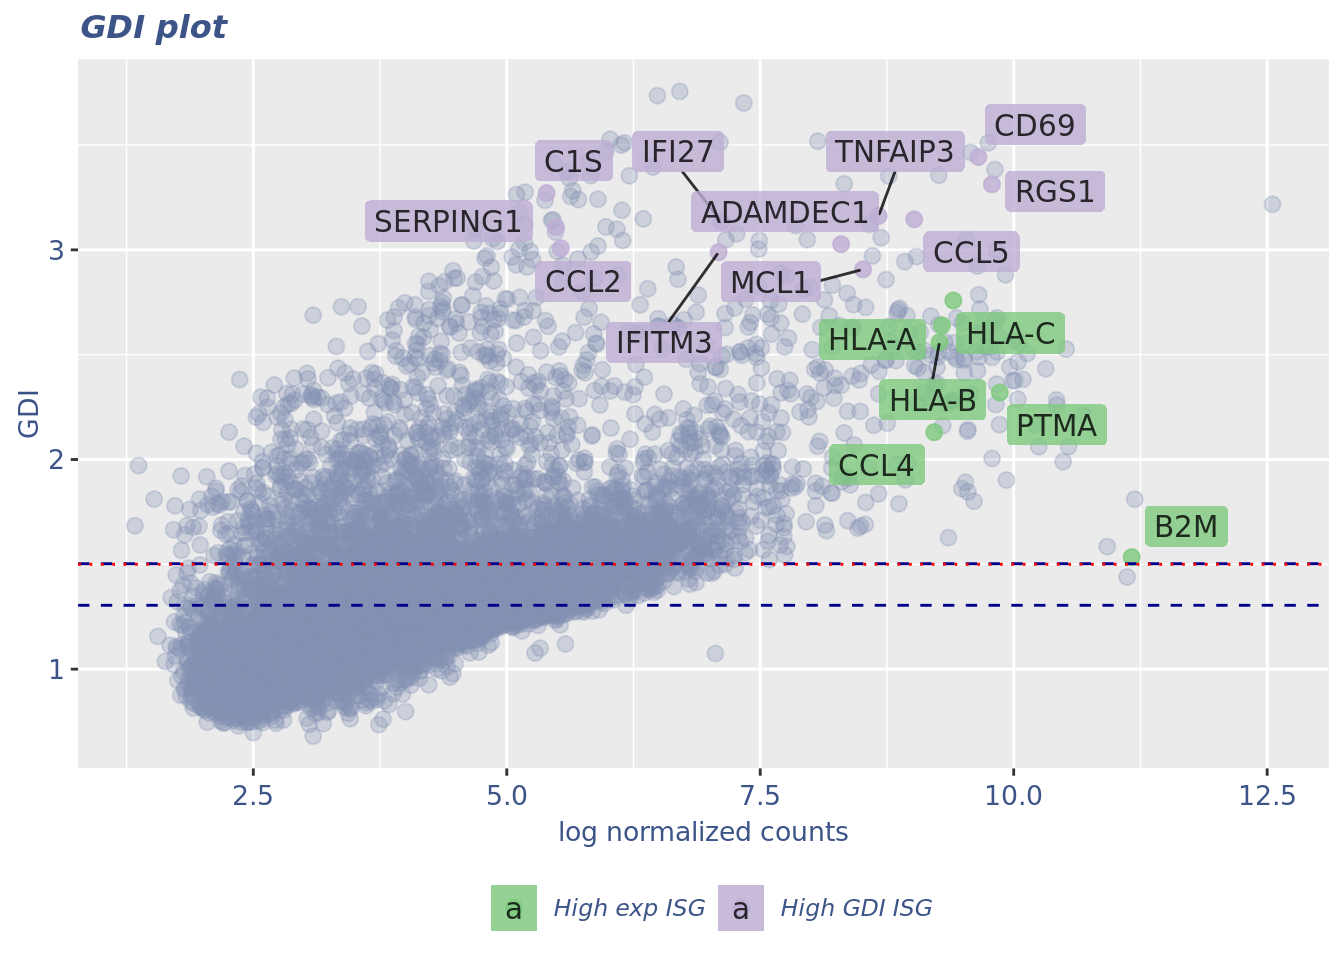 GDI plot
CD69
IFI27
TNFAIP3
C1S
RGS1
ADAMDEC1
SERPING1
3
CCL5
CCL2
MCL1
HLA-C
HLA-A
IFITM3
HLA-B
GDI
PTMA
2
CCL4
B2M
1
2.5 5.0 7.5 10.0 12.5
log normalized counts
a High exp ISG a High GDI ISG